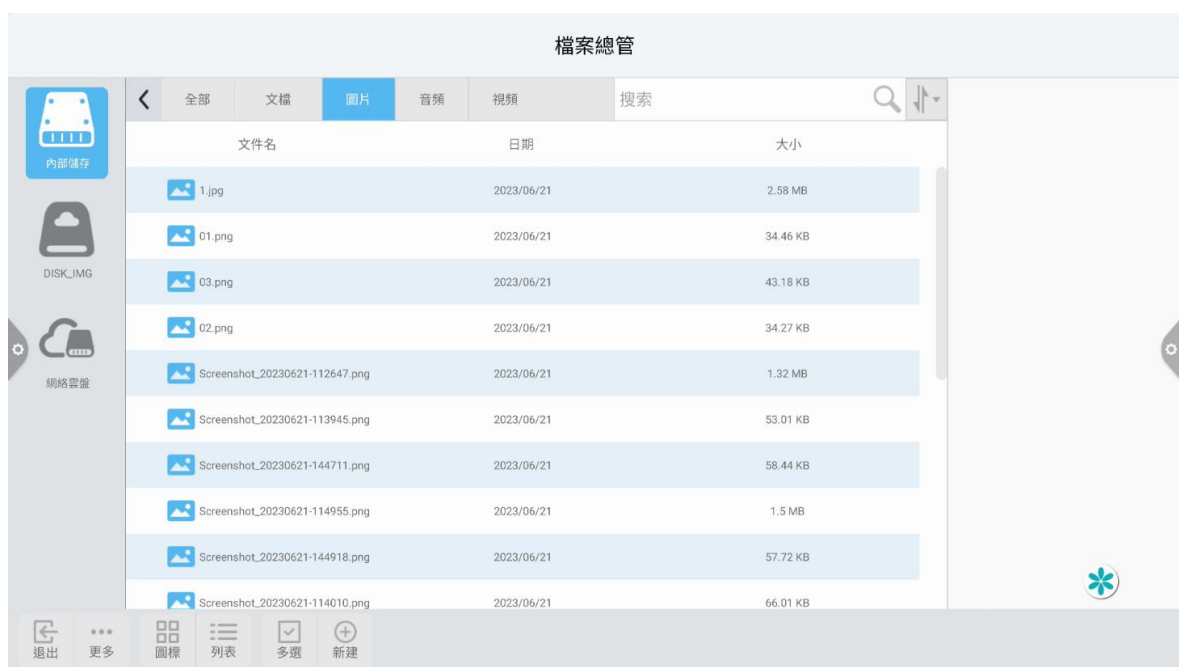 檔案總管
全部 文檔 圖片 音頻 視頻 搜索
內部儲存
文件名 日期 大小
1.jpg 2023/06/21 2.58 MB
01.png 2023/06/21 34.46 KB
DISK_IMG
03.png 2023/06/21 43.18 KB
02.png 2023/06/21 34.27 KB
網絡雲盤
Screenshot_20230621-112647.png 2023/06/21 1.32 MB
Screenshot_20230621-113945.png 2023/06/21 53.01 KB
Screenshot_20230621-144711.png 2023/06/21 58.44 KB
Screenshot_20230621-114955.png 2023/06/21 1.5 MB
Screenshot_20230621-144918.png 2023/06/21 57.72 KB
Screenshot_20230621-114010.png 2023/06/21 66.01 KB
退出 更多 圖標 列表 多選 新建